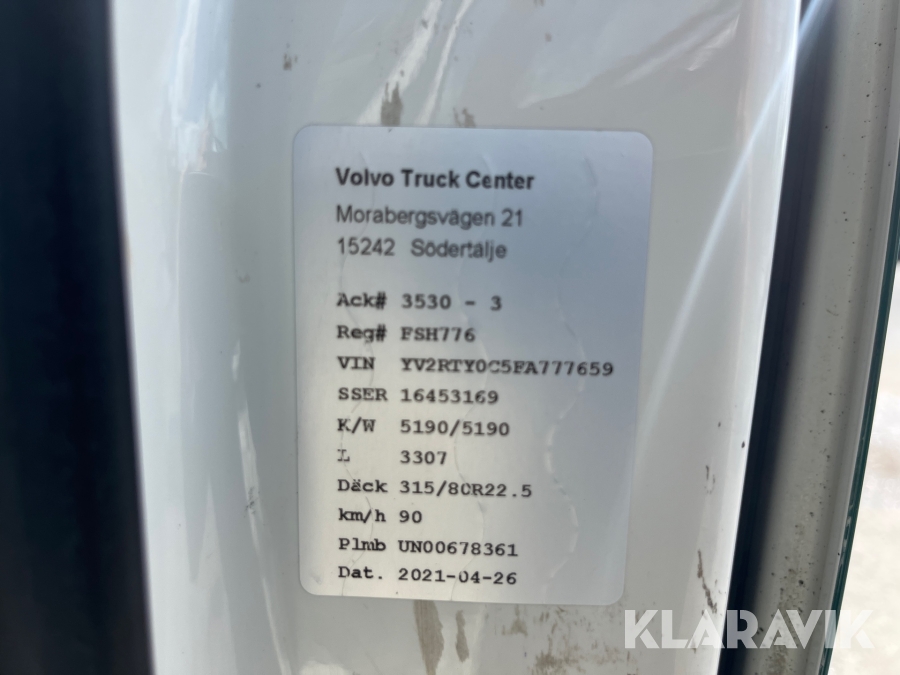 Volvo Truck Center
Morabergsvägen 21
15242 Södertälje
Ack# 3530 - 3
Reg# FSH776
VIN YV2RTY0C5FA777659
SSER 16453169
K/W 5190/5190
L 3307
Däck 315/80R22.5
km/h 90
Plmb UN00678361
Dat. 2021-04-26
KLARAVIK